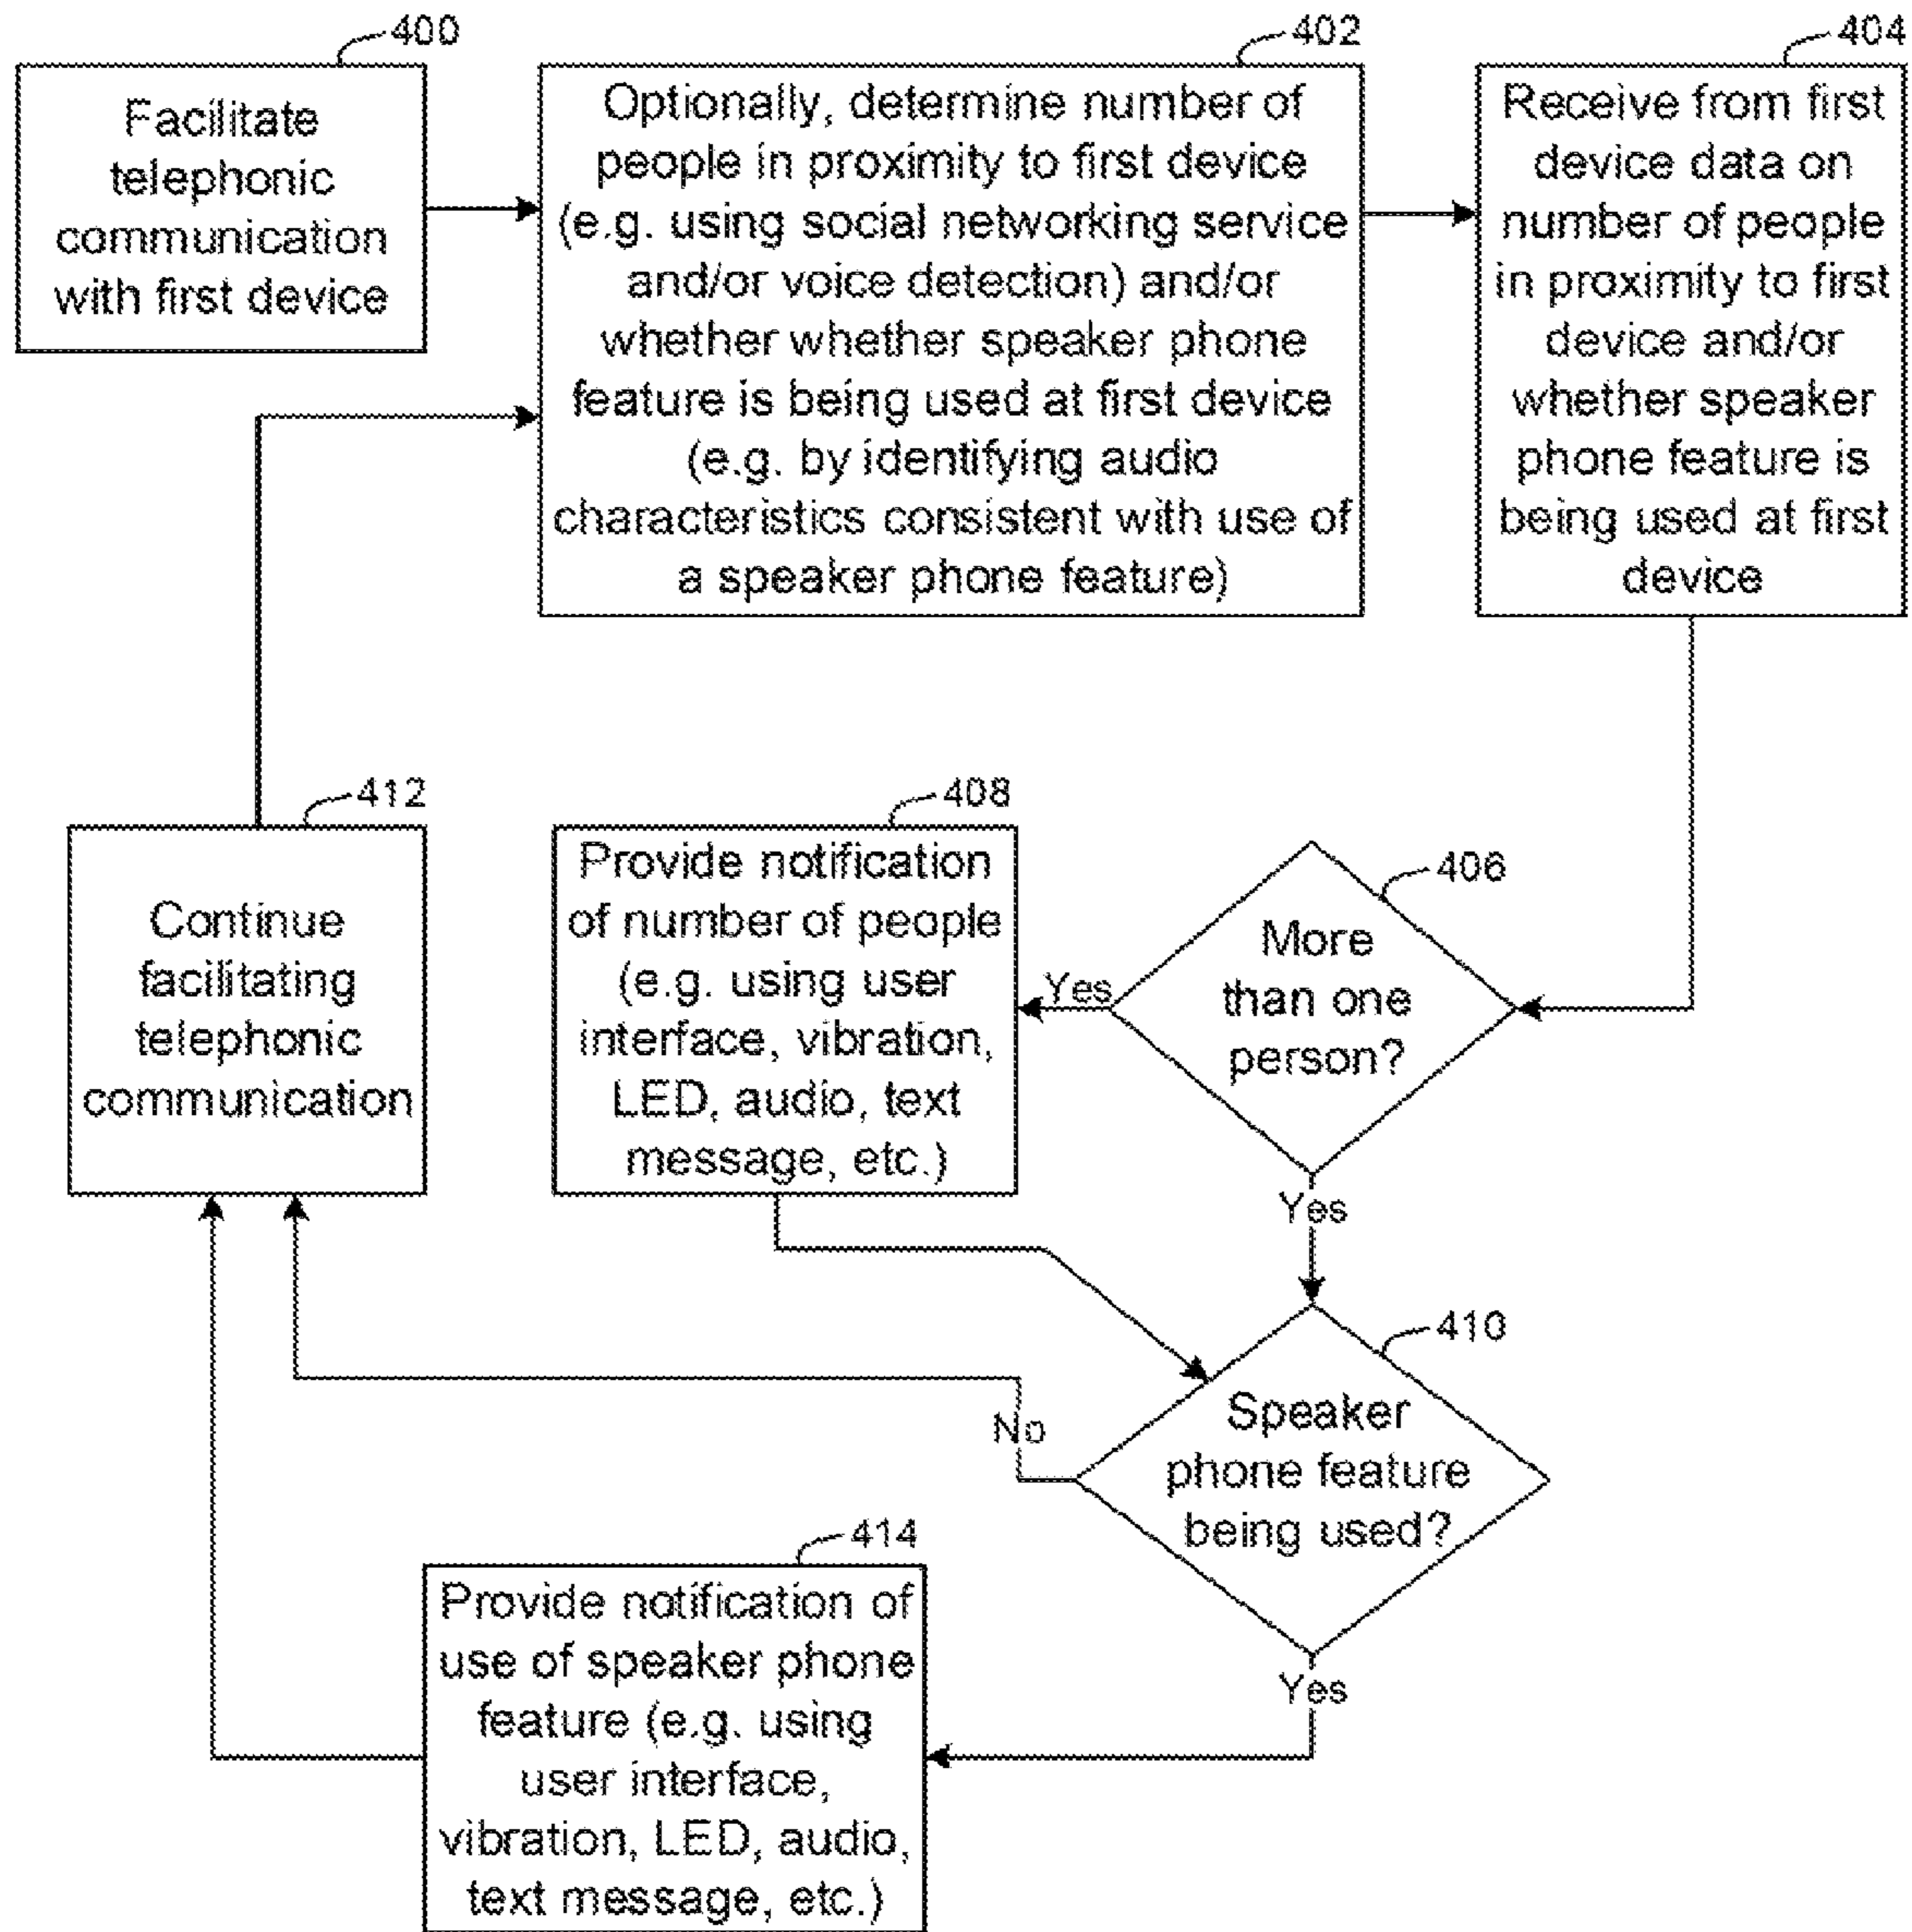 400
Facilitate
telephonic
communication
with first device
402
Optionally, determine number of
people in proximity to first device
(e.g. using social networking service
and/or voice detection) and/or
whether whether speaker phone
feature is being used at first device
(e.g. by identifying audio
characteristics consistent with use of
a speaker phone feature)
404
Receive from first
device data on
number of people
in proximity to first
device and/or
whether speaker
phone feature is
being used at first
device
406
More
than one
person?
Yes
Yes
408
Provide notification
of number of people
(e.g. using user
interface, vibration,
LED, audio, text
message, etc.)
410
Speaker
phone feature
being used?
No
Yes
412
Continue
facilitating
telephonic
communication
414
Provide notification of
use of speaker phone
feature (e.g. using
user interface,
vibration, LED, audio,
text message, etc.)